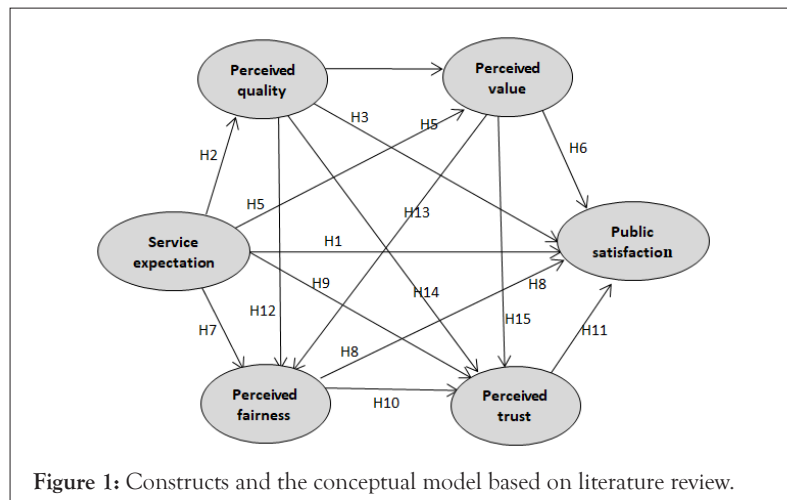 Perceived
quality
Perceived
value
H3
H5
H2
H6
H5
H13
Public
satisfaction
Service
expectation
H1
H9
H14
H8
H12
H15
H7
H11
H8
Perceived
fairness
H10
Perceived
trust
Figure 1: Constructs and the conceptual model based on literature review.